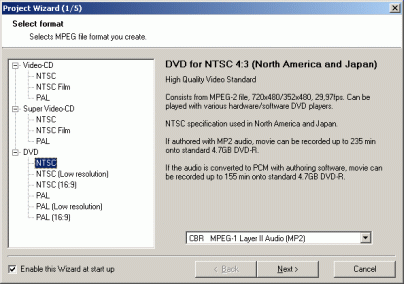 Project Wizard (1/5)
Select format
Selects MPEG file format you create.
Video-CD
NTSC
NTSC Film
PAL
Super Video-CD
NTSC
NTSC Film
PAL
DVD
NTSC
NTSC (Low resolution)
NTSC (16:9)
PAL
PAL (Low resolution)
PAL (16:9)
DVD for NTSC 4:3 (North America and Japan)
High Quality Video Standard
Consists from MPEG-2 file, 720x480/352x480, 29,97fps. Can be
played with various hardware/software DVD players.
NTSC specification used in North America and Japan.
If authored with MP2 audio, movie can be recorded up to 235 min
onto standard 4.7GB DVD-R.
If the audio is converted to PCM with authoring software, movie can
be recorded up to 155 min onto standard 4.7GB DVD-R.
CBR MPEG-1 Layer II Audio (MP2)
Enable this Wizard at start up
< Back
Next >
Cancel